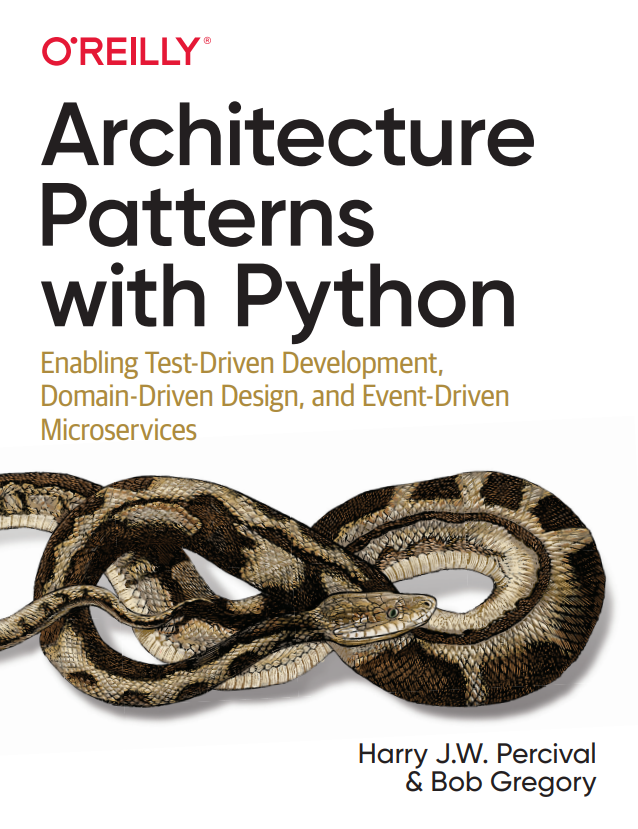 O'REILLY®
Architecture
Patterns
with Python
Enabling Test-Driven Development,
Domain-Driven Design, and Event-Driven
Microservices
Harry J.W. Percival
& Bob Gregory